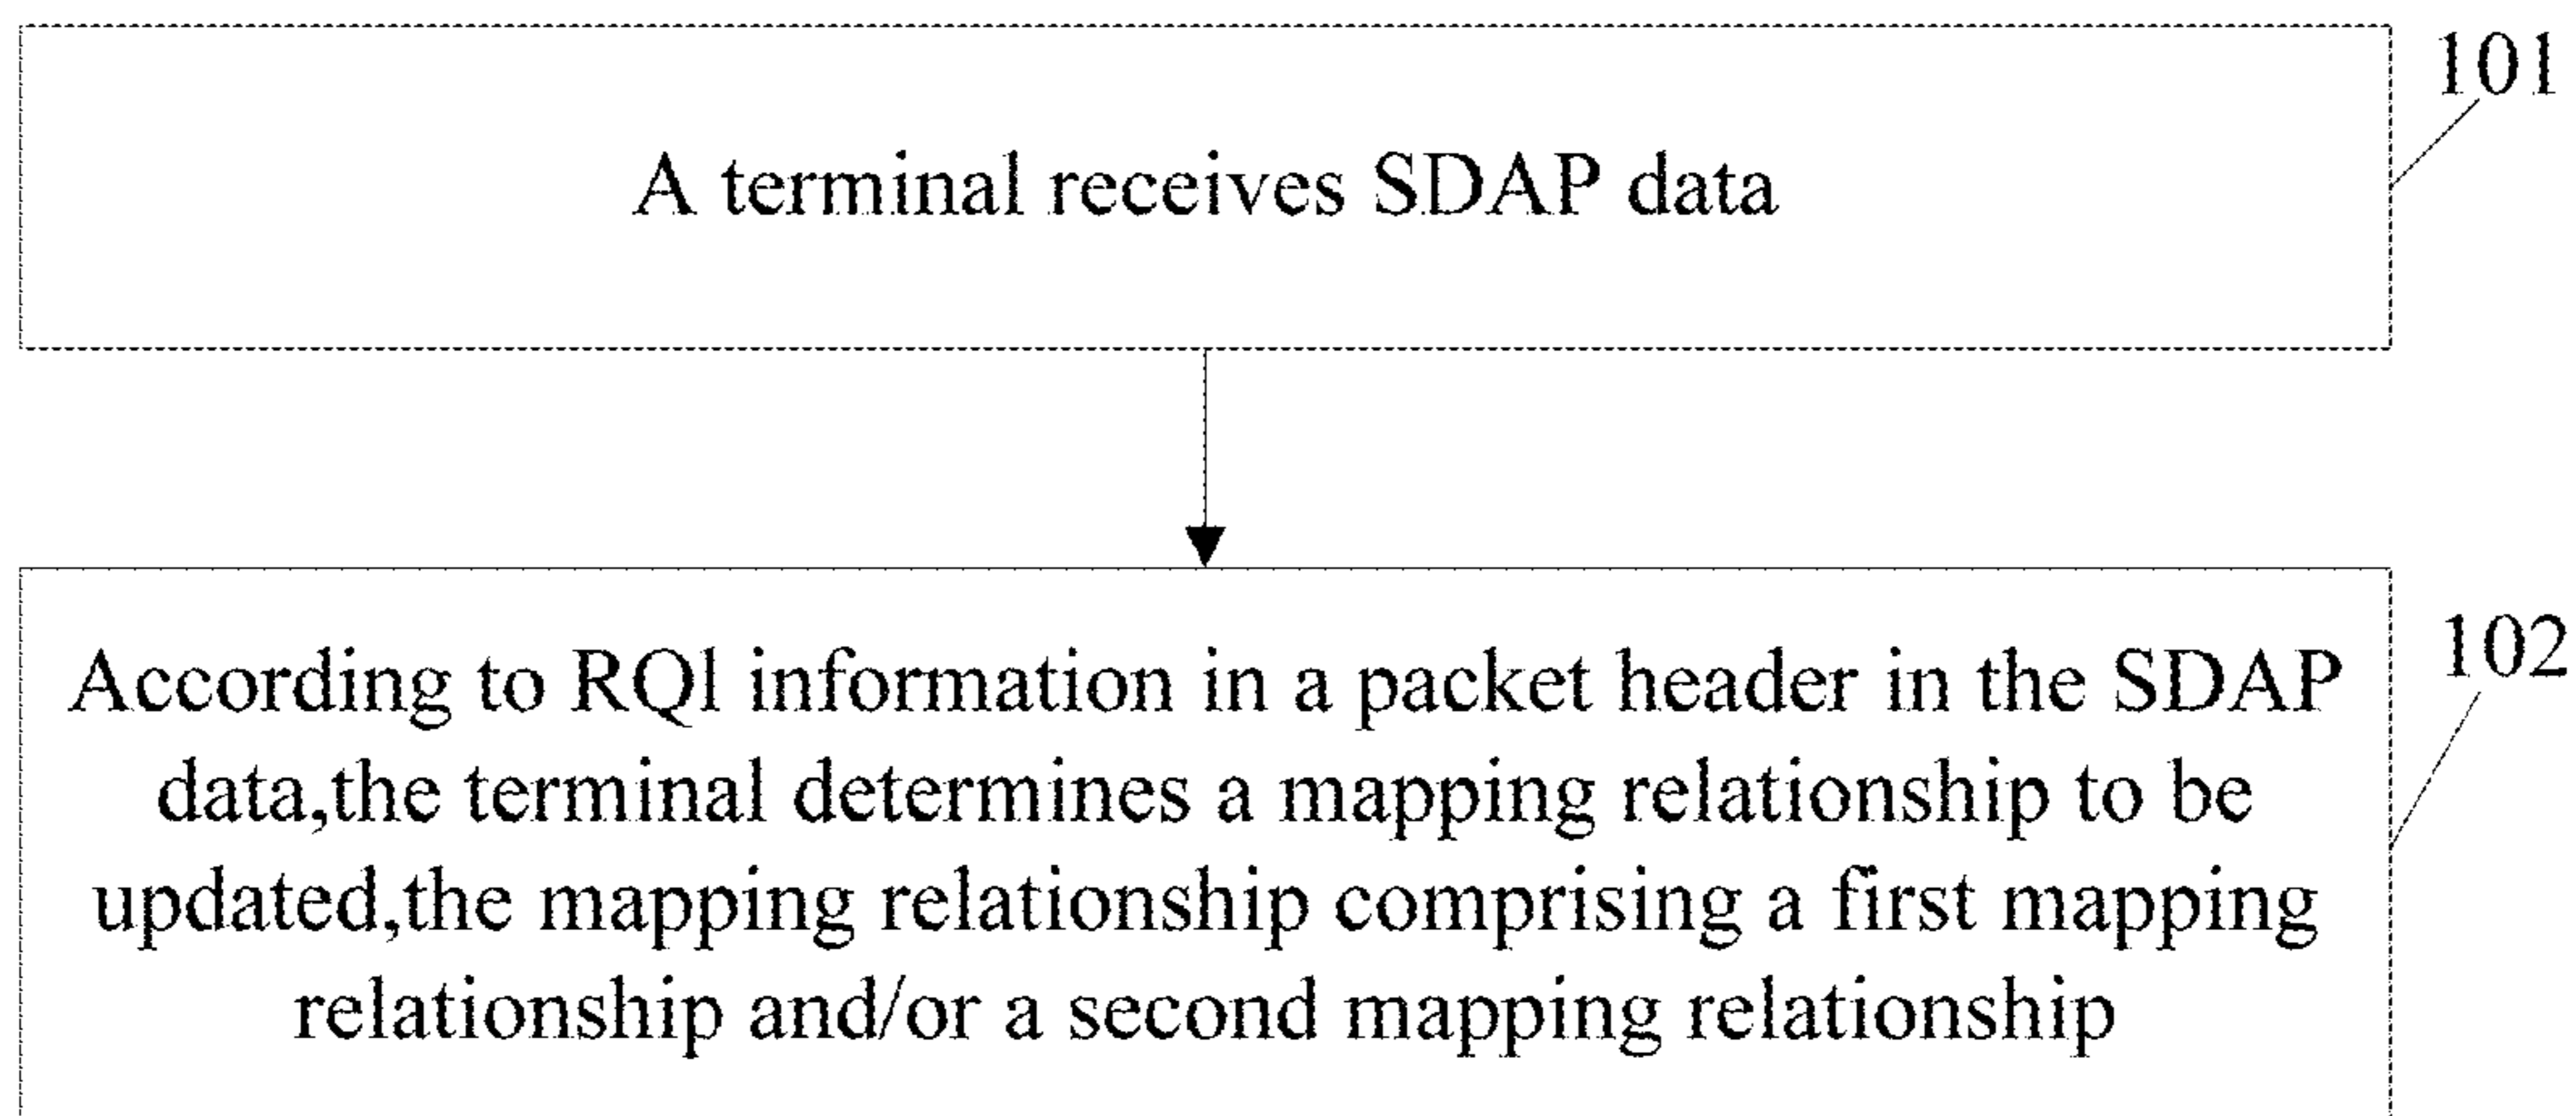 101
A terminal receives SDAP data
102
According to RQl information in a packet header in the SDAP
data,the terminal determines a mapping relationship to be
updated,the mapping relationship comprising a first mapping
relationship and/or a second mapping relationship